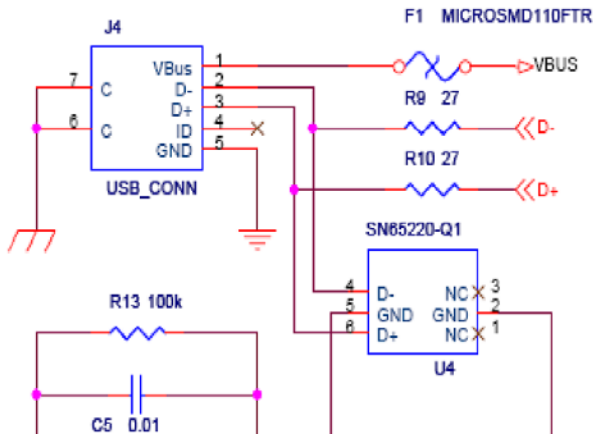 F1 MICROSMD110FTR
J4
VBus 1
VBUS
7 C
D- 2
D+ 3
6 C
ID 4
GND 5
USB_CONN
R9 27
D-
R10 27
D+
SN65220-Q1
4 D-
NC 3
5 GND
GND 2
6 D+
NC 1
U4
R13 100k
C5 0.01